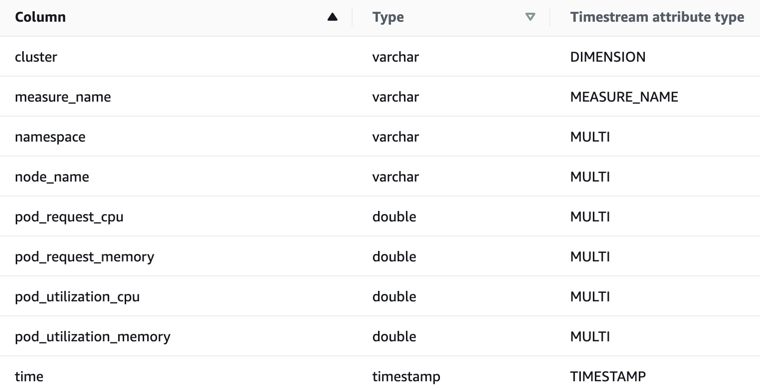 Column Type Timestream attribute type
cluster varchar DIMENSION
measure_name varchar MEASURE_NAME
namespace varchar MULTI
node_name varchar MULTI
pod_request_cpu double MULTI
pod_request_memory double MULTI
pod_utilization_cpu double MULTI
pod_utilization_memory double MULTI
time timestamp TIMESTAMP